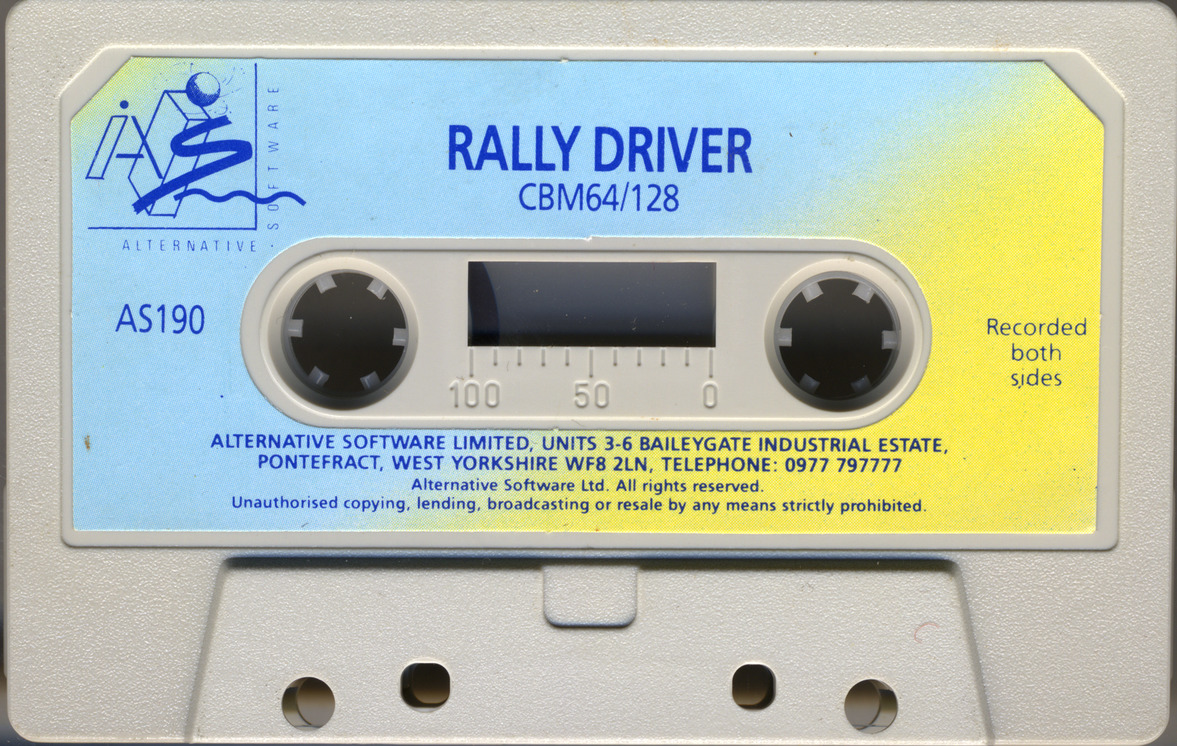 iAS
SOFTWARE
ALTERNATIVE ·
RALLY DRIVER
CBM64/128
AS190
Recorded
both
sides
100 50 0
ALTERNATIVE SOFTWARE LIMITED, UNITS 3-6 BAILEYGATE INDUSTRIAL ESTATE,
PONTEFRACT, WEST YORKSHIRE WF8 2LN, TELEPHONE: 0977 797777
Alternative Software Ltd. All rights reserved.
Unauthorised copying, lending, broadcasting or resale by any means strictly prohibited.